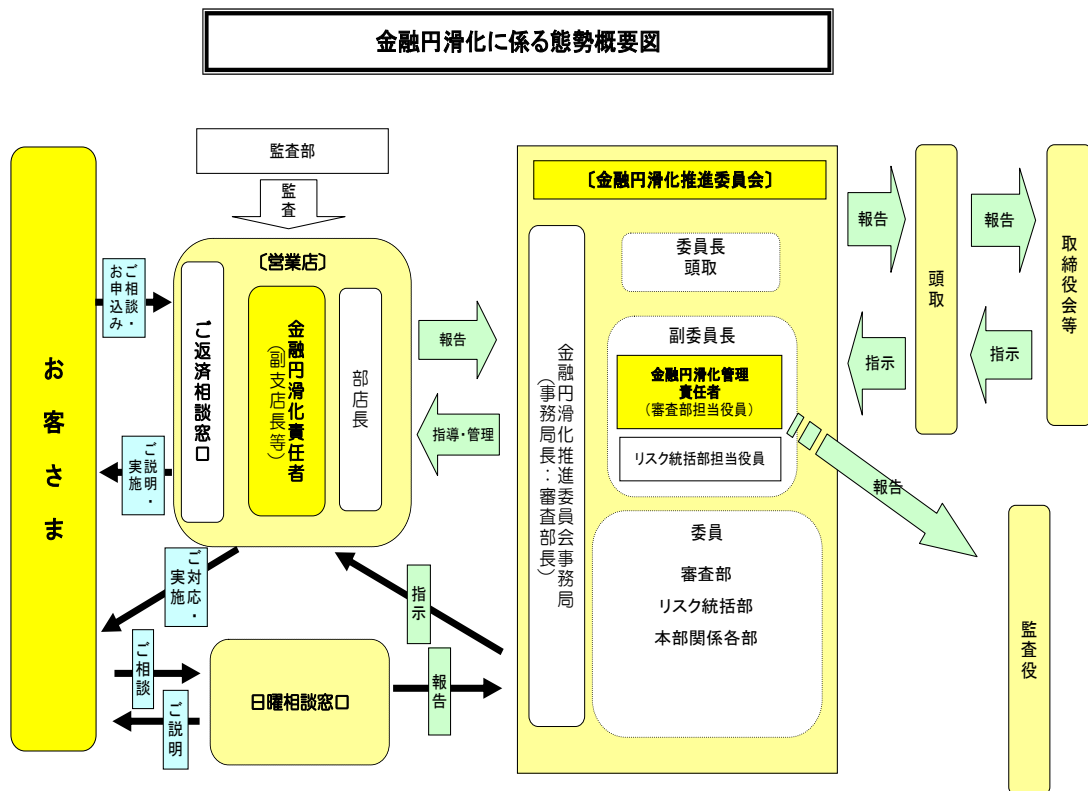 金融円滑化に係る態勢概要図
監査部
監査
お客さま
ご相談・
お申込み
ご説明・
実施
ご対応・
実施
ご相談
ご説明
〔営業店〕
ご返済相談窓口
金融円滑化責任者
(副支店長等)
部店長
報告
指導・管理
指示
報告
日曜相談窓口
〔金融円滑化推進委員会〕
金融円滑化推進委員会事務局
(事務局長：審査部長)
委員長
頭取
副委員長
金融円滑化管理
責任者
(審査部担当役員)
リスク統括部担当役員
委員
審査部
リスク統括部
本部関係各部
報告
指示
報告
頭取
報告
指示
取締役会等
監査役